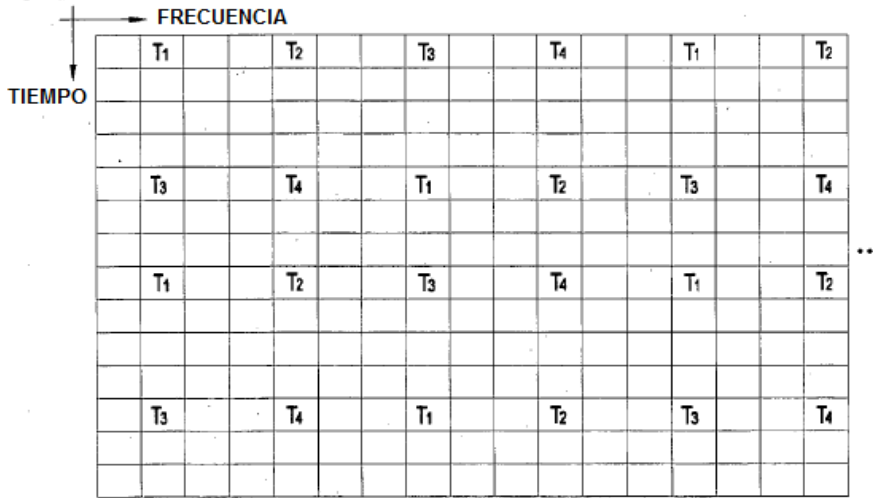 FRECUENCIA
T1 T2 T3 T4 T1 T2
TIEMPO
T3 T4 T1 T2 T3 T4
..
T1 T2 T3 T4 T1 T2
T3 T4 T1 T2 T3 T4